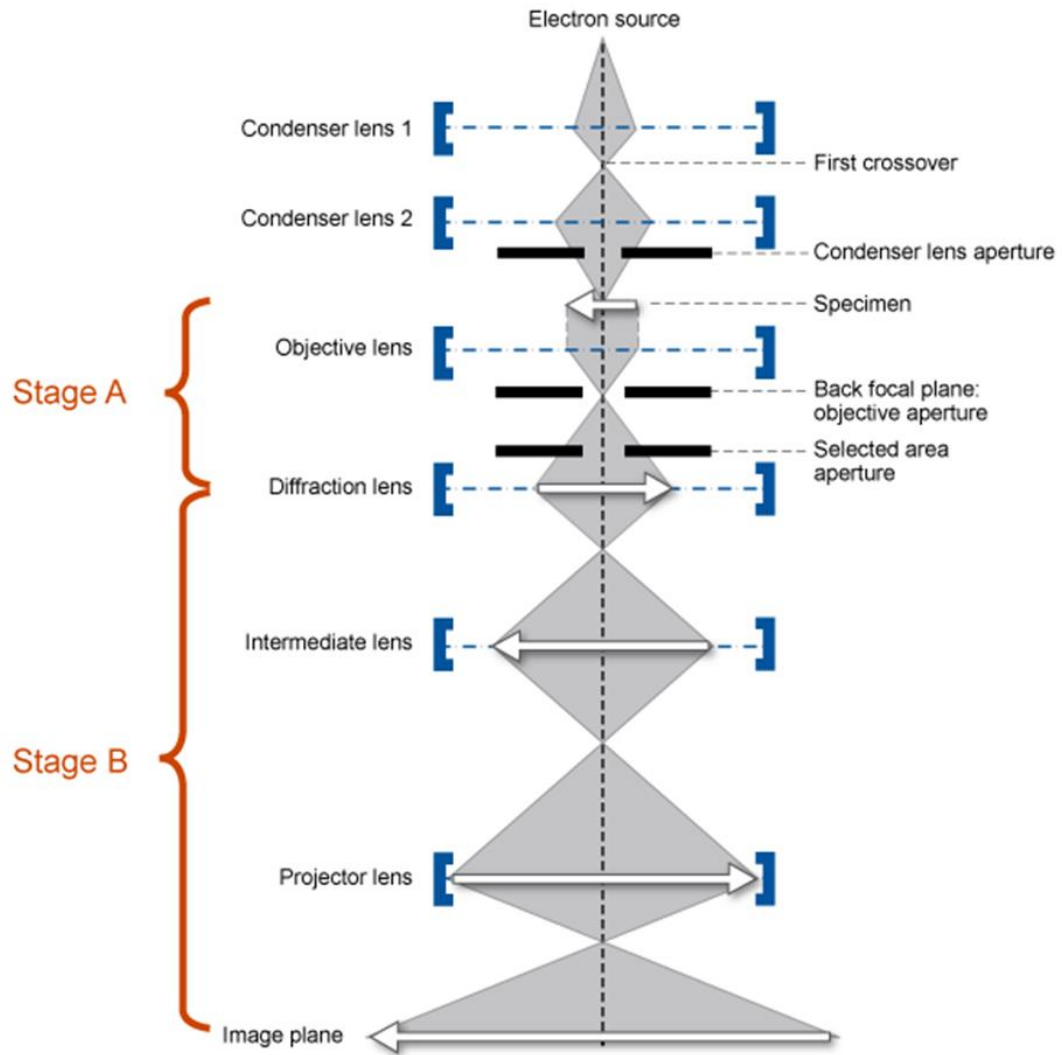 Electron source
Condenser lens 1
First crossover
Condenser lens 2
Condenser lens aperture
Specimen
Objective lens
Stage A
Back focal plane:
objective aperture
Selected area
aperture
Diffraction lens
Intermediate lens
Stage B
Projector lens
Image plane